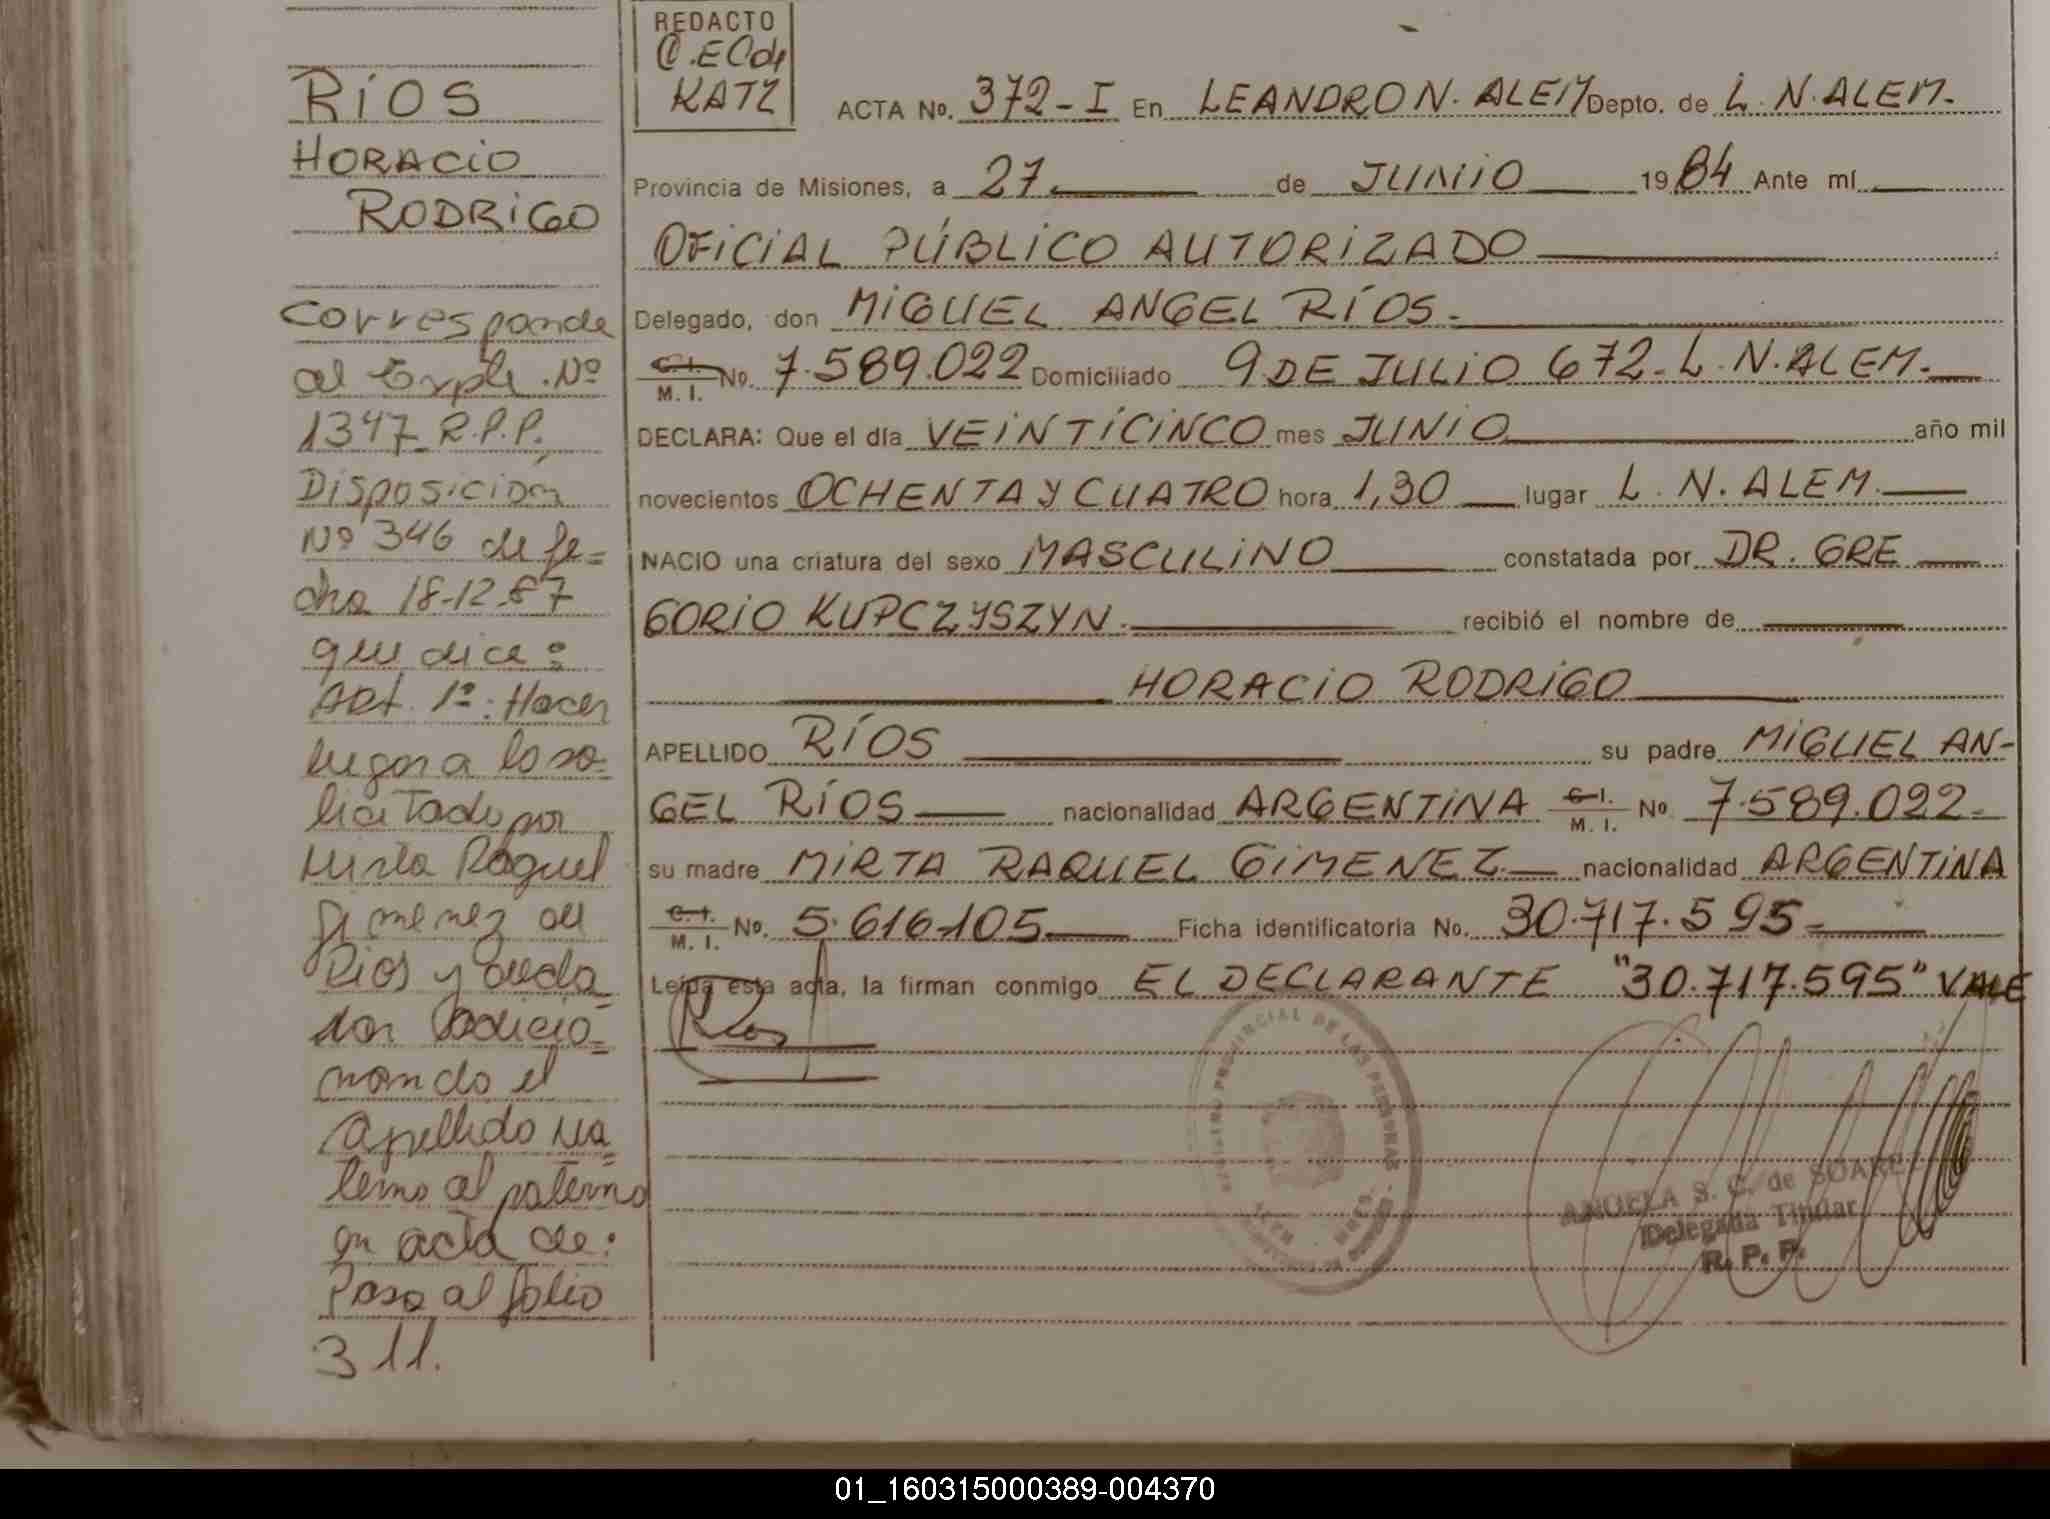 RÍOS
HORACIO
RODRIGO
Corresponde
al Expte. Nº
1347 R.P.P.
Disposición
Nº 346 de fe=
cha 18-12-87
que dice:
Art. 1º: Hacer
lugar a lo so=
licitado por
Mirta Raquel
Gimenez de
Ríos y
adicio=
nando el
apellido ma=
terno al paterno
en acta de:
Pasa al folio
311.
REDACTO
KATZ
ACTA No. 372-I En LEANDRO N. ALEM Depto. de L. N. ALEM.
Provincia de Misiones, a 27 de JUNIO 1984 Ante mí
OFICIAL PÚBLICO AUTORIZADO
Delegado, don MIGUEL ANGEL RÍOS.
C. I. M. I. No. 7.589.022 Domiciliado 9 DE JULIO 672 - L. N. ALEM.
DECLARA: Que el día VEINTICINCO mes JUNIO año mil
novecientos OCHENTA Y CUATRO hora 1,30 lugar L. N. ALEM.
NACIO una criatura del sexo MASCULINO constatada por DR. GRE
GORIO KUPCZYSZYN. recibió el nombre de
HORACIO RODRIGO
APELLIDO RÍOS su padre MIGUEL AN-
GEL RÍOS nacionalidad ARGENTINA C. I. M. I. No. 7.589.022-
su madre MIRTA RAQUEL GIMENEZ nacionalidad ARGENTINA
C. I. M. I. No. 5.616.105 Ficha identificatoria No. 30.717.595-
Leída esta acta, la firman conmigo EL DECLARANTE "30.717.595" VALE
Ríos
ANGELA S. C. de SUARE
Delegada Titular
R. P. P.
01_160315000389-004370